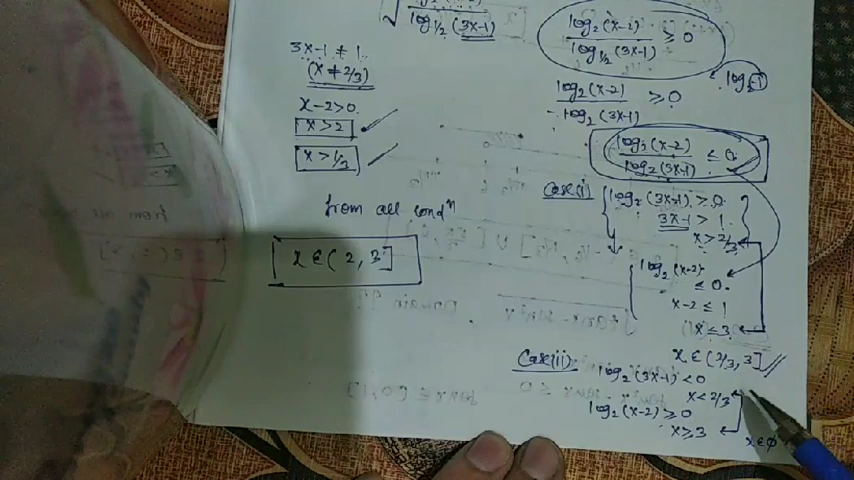 log₁/₂(3x-1)
3x-1 ≠ 1
(x ≠ 2/3)
x-2>0
x>2
x>1/3
from all condⁿ
x ∈ (2, 3]
log₂(x-2) / log₁/₂(3x-1) ≥ 0
log₂(x-2) / -log₂(3x-1) ≥ 0
log₂(x-2) / log₂(3x-1) ≤ 0
Case(i)
log₂(3x-1) > 0
3x-1 > 1
x > 2/3
log₂(x-2) ≤ 0
x-2 ≤ 1
x ≤ 3
x ∈ (2/3, 3]
Case(ii)
log₂(3x-1) < 0
x < 2/3
log₂(x-2) ≥ 0
x ≥ 3
x ∈ ϕ